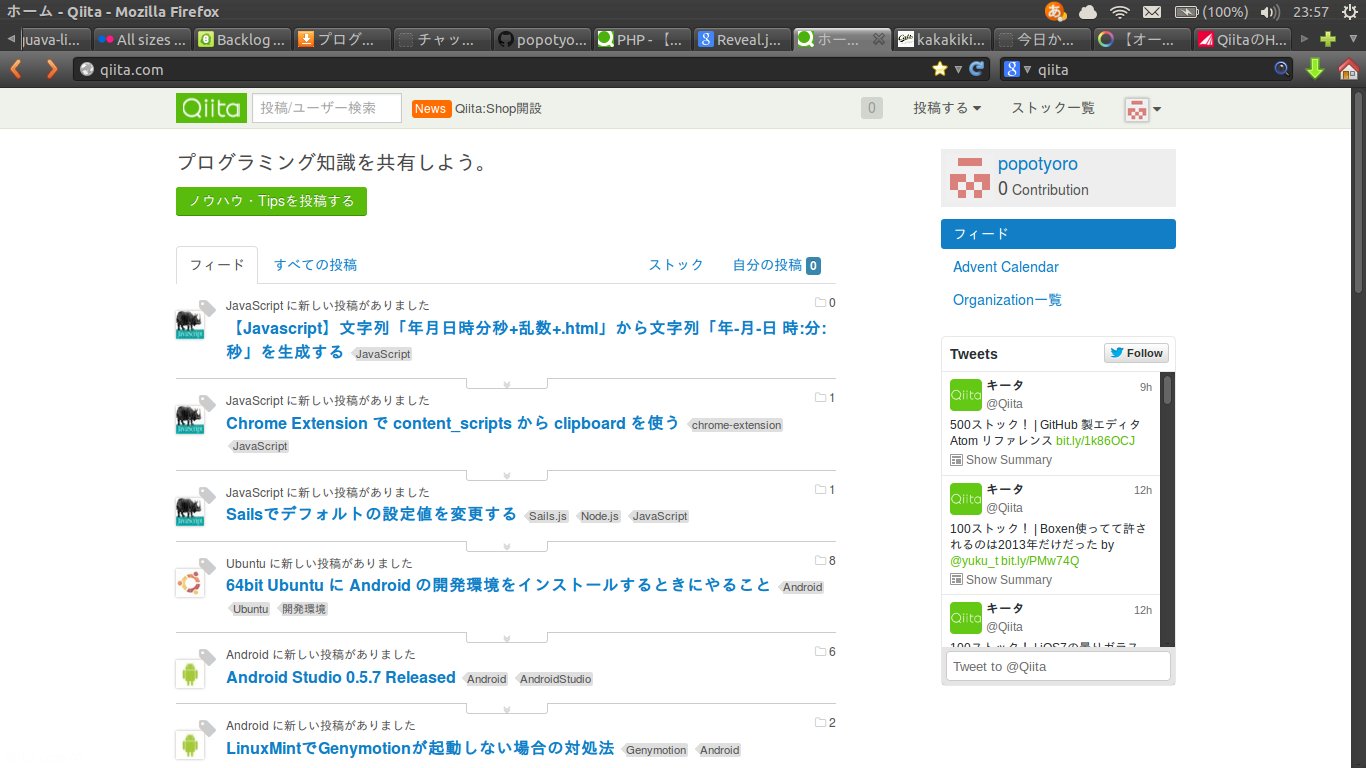 ホーム - Qiita - Mozilla Firefox
あ (100%) 23:57
juava-li... All sizes ... Backlog ... プログ... チャッ... popotyo... PHP - 【... Reveal.j... ホー... kakakiki... 今日か... 【オー... QiitaのH...
qiita.com
qiita
Qiita 投稿/ユーザー検索 News Qiita:Shop開設 0 投稿する ストック一覧
プログラミング知識を共有しよう。
ノウハウ・Tipsを投稿する
フィード すべての投稿 ストック 自分の投稿 0
JavaScript に新しい投稿がありました 0
【Javascript】文字列「年月日時分秒+乱数+.html」から文字列「年-月-日 時:分:
秒」を生成する JavaScript
JavaScript に新しい投稿がありました 1
Chrome Extension で content_scripts から clipboard を使う chrome-extension
JavaScript
JavaScript に新しい投稿がありました 1
Sailsでデフォルトの設定値を変更する Sails.js Node.js JavaScript
Ubuntu に新しい投稿がありました 8
64bit Ubuntu に Android の開発環境をインストールするときにやること Android
Ubuntu 開発環境
Android に新しい投稿がありました 6
Android Studio 0.5.7 Released Android AndroidStudio
Android に新しい投稿がありました 2
LinuxMintでGenymotionが起動しない場合の対処法 Genymotion Android
popotyoro
0 Contribution
フィード
Advent Calendar
Organization一覧
Tweets Follow
キータ 9h
@Qiita
500ストック！ | GitHub 製エディタ
Atom リファレンス bit.ly/1k86OCJ
Show Summary
キータ 12h
@Qiita
100ストック！ | Boxen使ってて許さ
れるのは2013年だけだった by
@yuku_t bit.ly/PMw74Q
Show Summary
キータ 12h
@Qiita
100ストック！ | iOS7の曇りガラス
Tweet to @Qiita